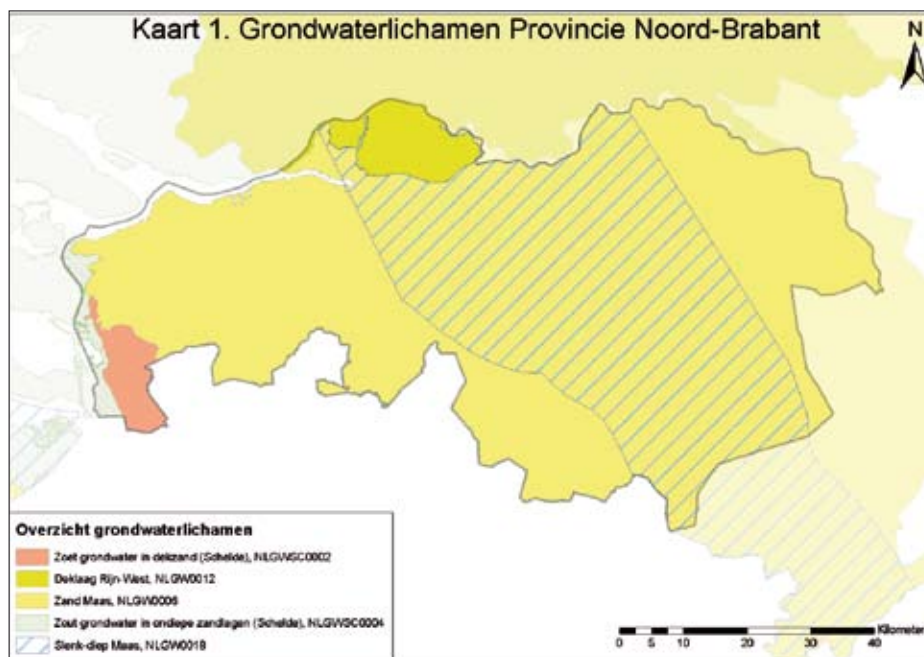 Kaart 1. Grondwaterlichamen Provincie Noord-Brabant
N
Overzicht grondwaterlichamen
Zoet grondwater in dekzand (Schelde), NLGWSC0002
Deklaag Rijn-West, NLGW0012
Zand Maas, NLGW0006
Zout grondwater in ondiepe zandlagen (Schelde), NLGWSC0004
Slenk-diep Maas, NLGW0018
Kilometer
0 5 10 20 30 40